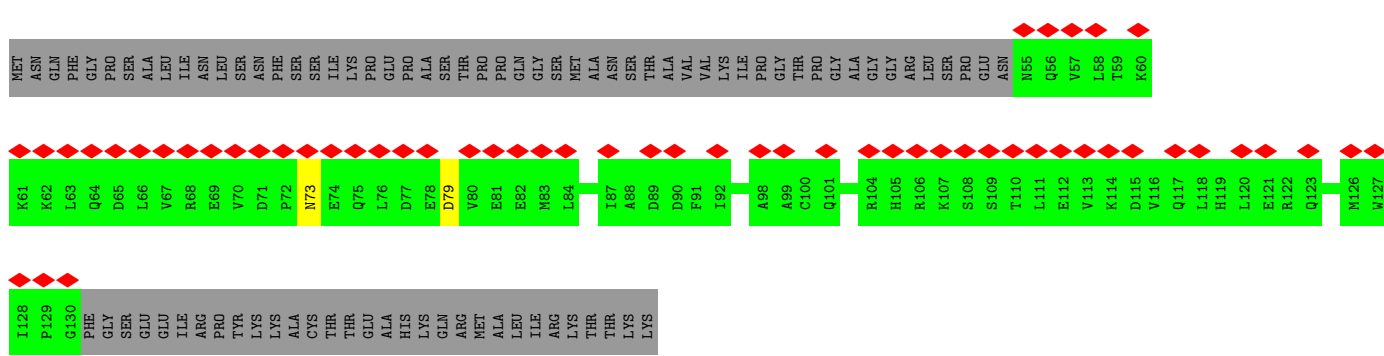 MET ASN GLN PHE GLY PRO SER ALA LEU ILE ASN LEU SER ASN PHE SER SER ILE LYS PRO GLU PRO ALA SER THR PRO PRO GLN GLY SER MET ALA ASN SER THR ALA VAL VAL LYS ILE PRO GLY THR PRO GLY ALA GLY GLY ARG LEU SER PRO GLU ASN N55 Q56 V57 L58 T59 K60
K61 K62 L63 Q64 D65 L66 V67 R68 E69 V70 D71 P72 N73 E74 Q75 L76 D77 E78 D79 V80 E81 E82 M83 L84 I87 A88 D89 D90 F91 I92 A98 A99 C100 Q101 R104 H105 R106 K107 S108 S109 T110 L111 E112 V113 K114 D115 V116 Q117 L118 H119 L120 E121 R122 Q123 M126 W127
I128 P129 G130 PHE GLY SER GLU GLU ILE ARG PRO TYR LYS LYS ALA CYS THR THR GLU ALA HIS LYS GLN ARG MET ALA LEU ILE ARG LYS THR THR LYS LYS